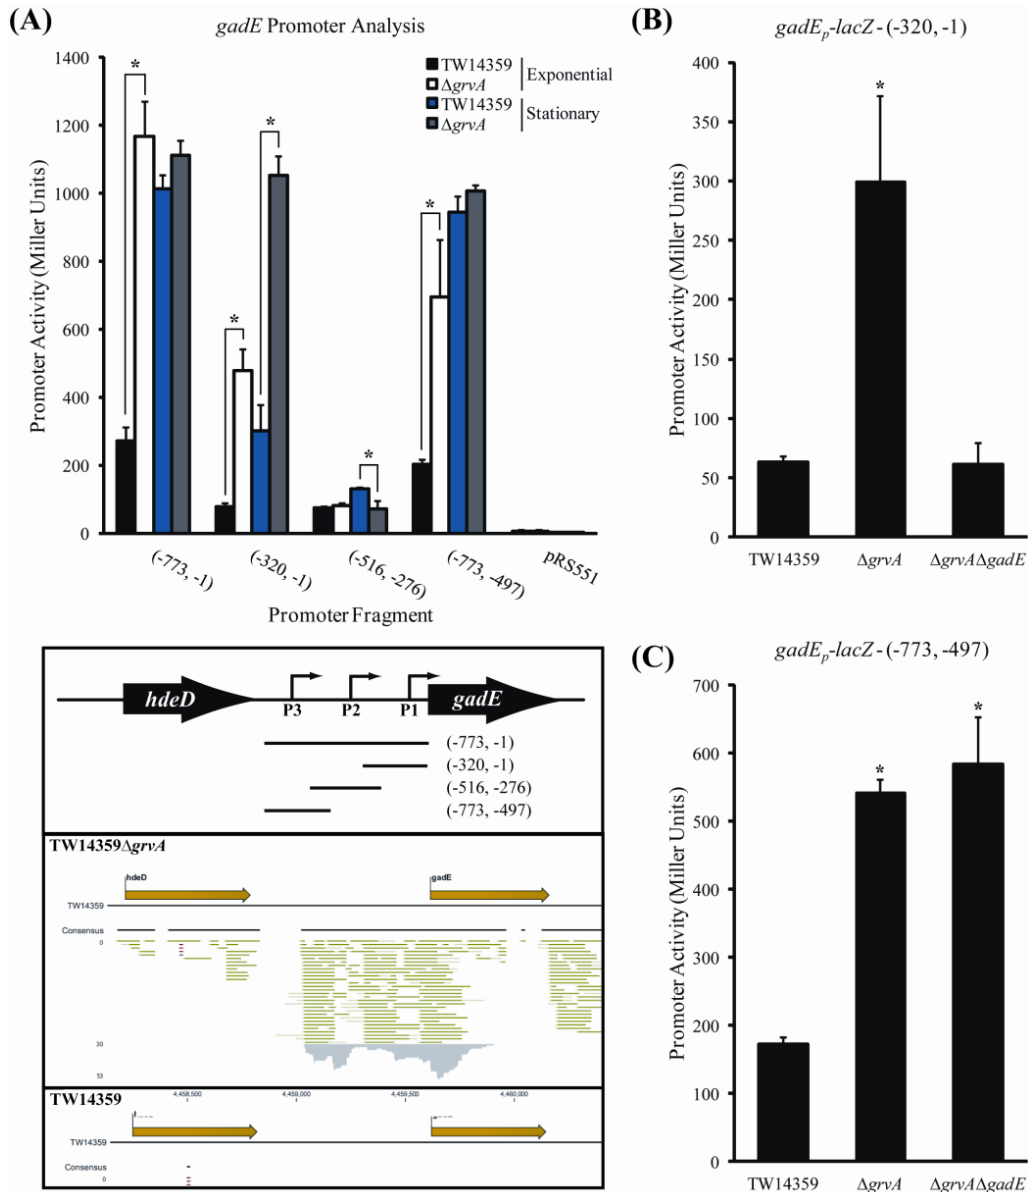 (A)
gadE Promoter Analysis
TW14359
ΔgrvA
Exponential
TW14359
ΔgrvA
Stationary
Promoter Activity (Miller Units)
1400
1200
1000
800
600
400
200
0
*
*
*
*
*
(-773, -1)
(-320, -1)
(-516, -276)
(-773, -497)
pRS551
Promoter Fragment
hdeD
P3
P2
P1
gadE
(-773, -1)
(-320, -1)
(-516, -276)
(-773, -497)
TW14359ΔgrvA
hdeD
gadE
TW14359
Consensus
0
30
53
TW14359
4,458,500
4,459,000
4,459,500
4,460,000
TW14359
Consensus
0
(B)
gadEp-lacZ - (-320, -1)
Promoter Activity (Miller Units)
400
350
300
250
200
150
100
50
0
*
TW14359
ΔgrvA
ΔgrvAΔgadE
(C)
gadEp-lacZ - (-773, -497)
Promoter Activity (Miller Units)
700
600
500
400
300
200
100
0
*
*
TW14359
ΔgrvA
ΔgrvAΔgadE